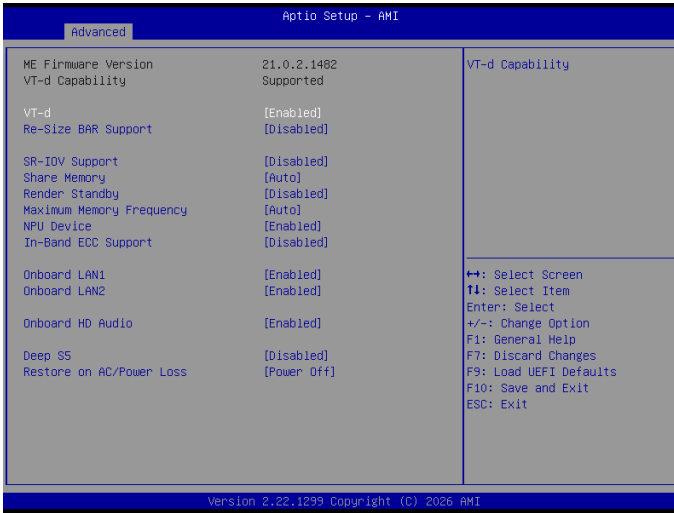 Aptio Setup – AMI
Advanced
ME Firmware Version 21.0.2.1482
VT-d Capability Supported
VT-d [Enabled]
Re-Size BAR Support [Disabled]
SR-IOV Support [Disabled]
Share Memory [Auto]
Render Standby [Disabled]
Maximum Memory Frequency [Auto]
NPU Device [Enabled]
In-Band ECC Support [Disabled]
Onboard LAN1 [Enabled]
Onboard LAN2 [Enabled]
Onboard HD Audio [Enabled]
Deep S5 [Disabled]
Restore on AC/Power Loss [Power Off]
VT-d Capability
↔: Select Screen
↑↓: Select Item
Enter: Select
+/-: Change Option
F1: General Help
F7: Discard Changes
F9: Load UEFI Defaults
F10: Save and Exit
ESC: Exit
Version 2.22.1299 Copyright (C) 2026 AMI